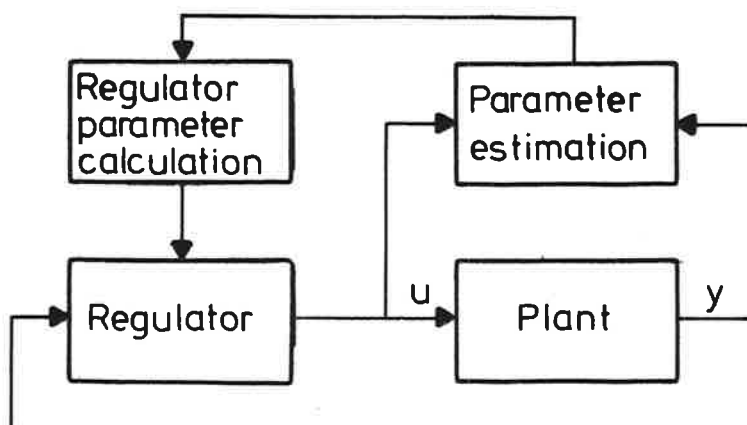 Regulator
parameter
calculation
Parameter
estimation
Regulator
u
Plant
y